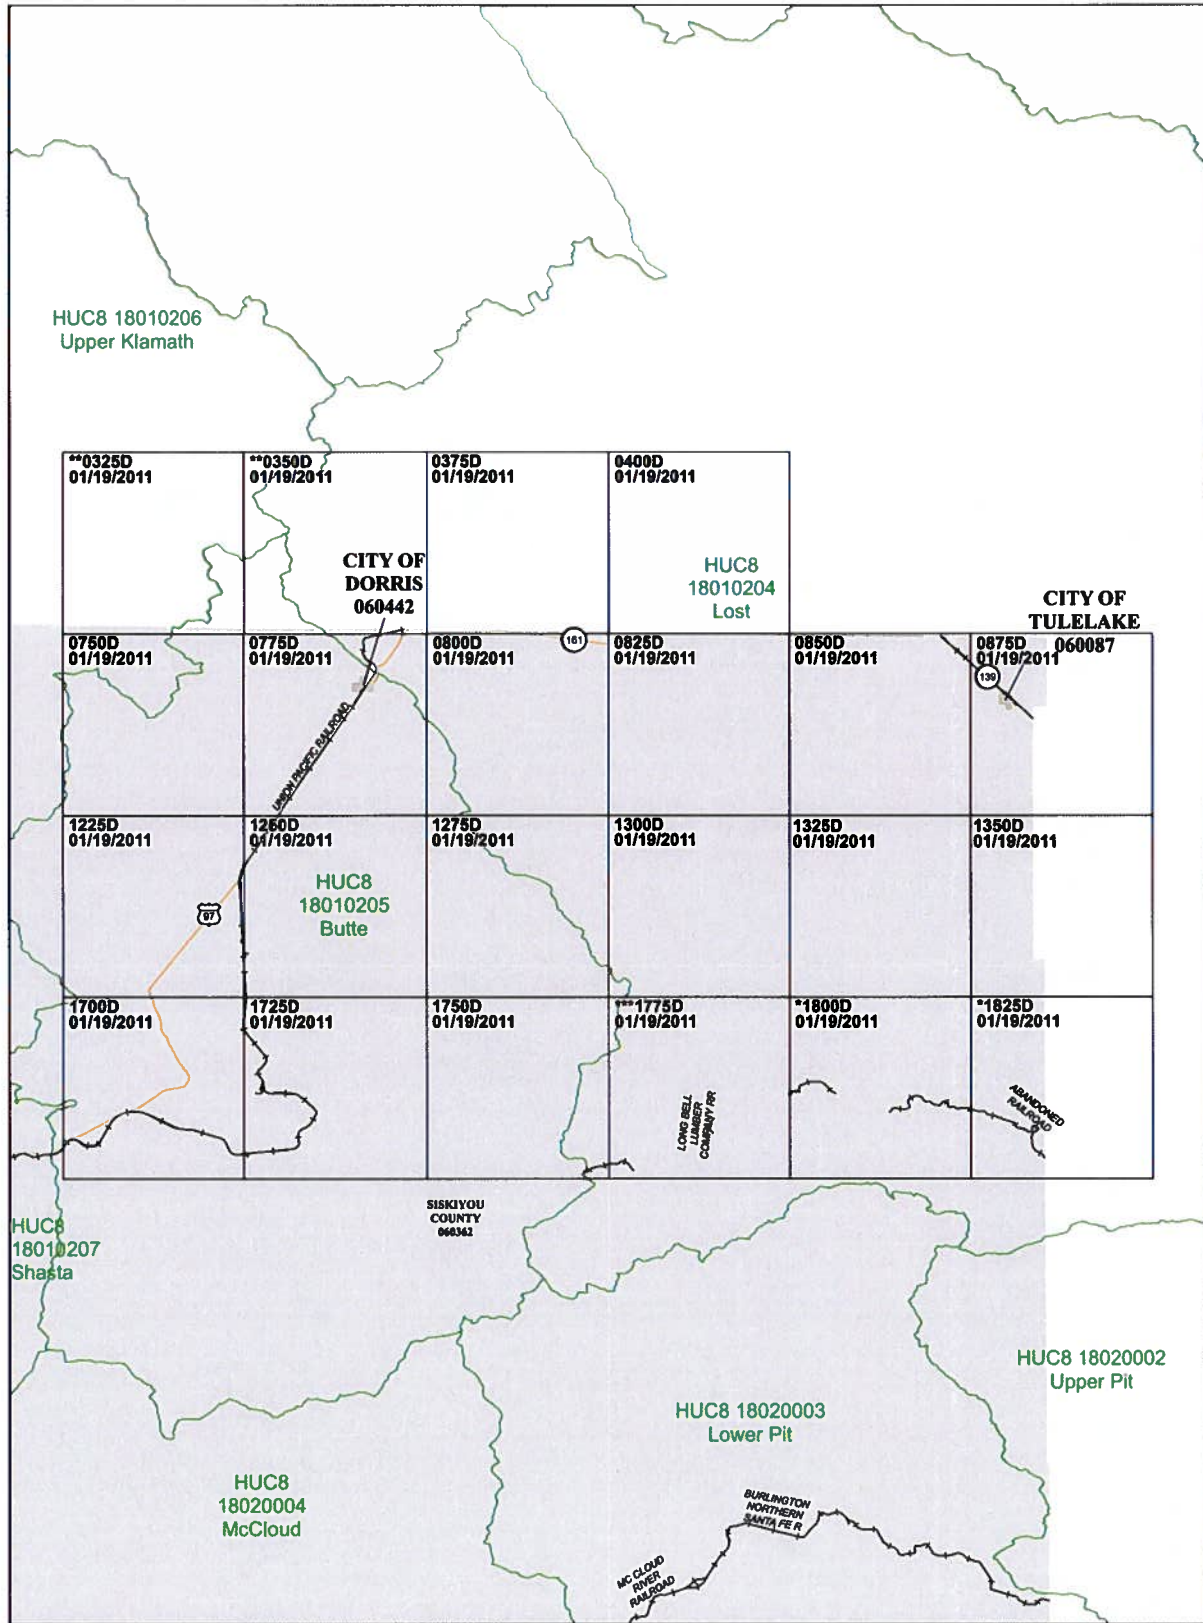 HUC8 18010206
Upper Klamath
**0325D
01/19/2011
**0350D
01/19/2011
0375D
01/19/2011
0400D
01/19/2011
CITY OF
DORRIS
060442
HUC8
18010204
Lost
CITY OF
TULELAKE
060087
0750D
01/19/2011
0775D
01/19/2011
0800D
01/19/2011
161
0825D
01/19/2011
0850D
01/19/2011
0875D
01/19/2011
139
UNION PACIFIC RAILROAD
1225D
01/19/2011
1250D
01/19/2011
1275D
01/19/2011
1300D
01/19/2011
1325D
01/19/2011
1350D
01/19/2011
97
HUC8
18010205
Butte
1700D
01/19/2011
1725D
01/19/2011
1750D
01/19/2011
***1775D
01/19/2011
*1800D
01/19/2011
*1825D
01/19/2011
LONG BELL
LUMBER
COMPANY RR
ABANDONED
RAILROAD
SISKIYOU
COUNTY
060362
HUC8
18010207
Shasta
HUC8 18020002
Upper Pit
HUC8 18020003
Lower Pit
HUC8
18020004
McCloud
BURLINGTON
NORTHERN
SANTA FE R
MC CLOUD
RIVER
RAILROAD